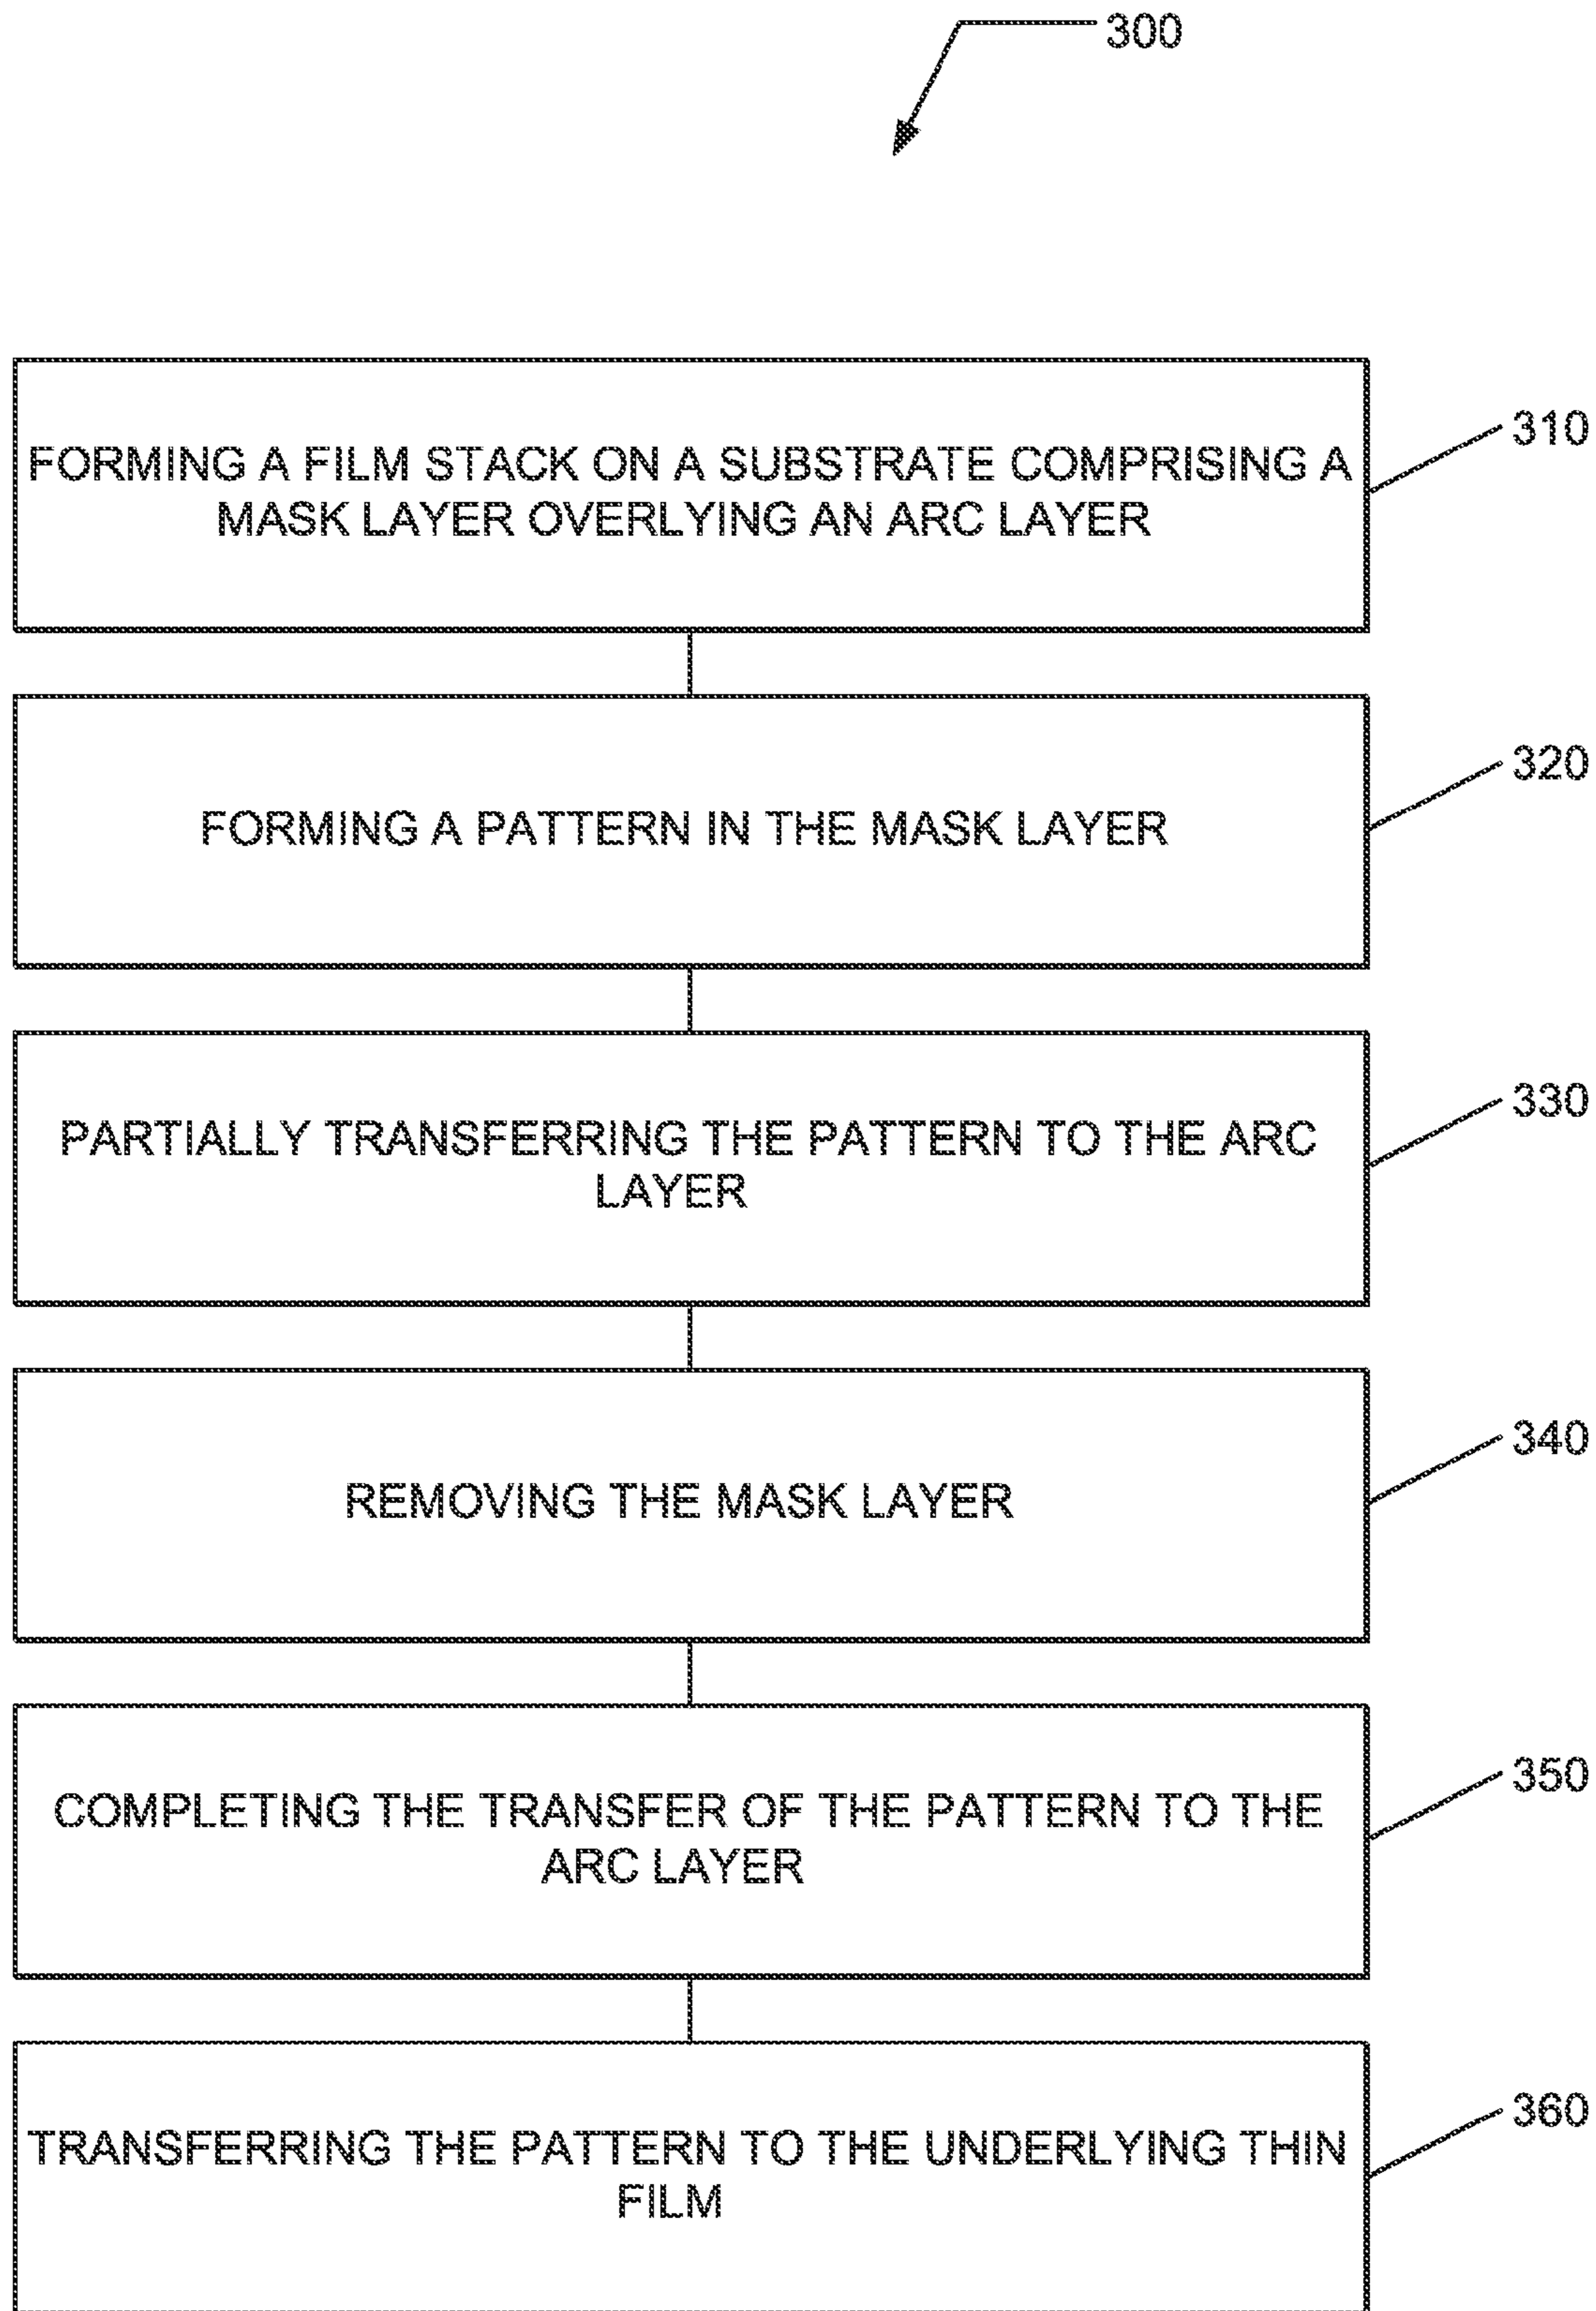 300
FORMING A FILM STACK ON A SUBSTRATE COMPRISING A
MASK LAYER OVERLYING AN ARC LAYER
310
FORMING A PATTERN IN THE MASK LAYER
320
PARTIALLY TRANSFERRING THE PATTERN TO THE ARC
LAYER
330
REMOVING THE MASK LAYER
340
COMPLETING THE TRANSFER OF THE PATTERN TO THE
ARC LAYER
350
TRANSFERRING THE PATTERN TO THE UNDERLYING THIN
FILM
360